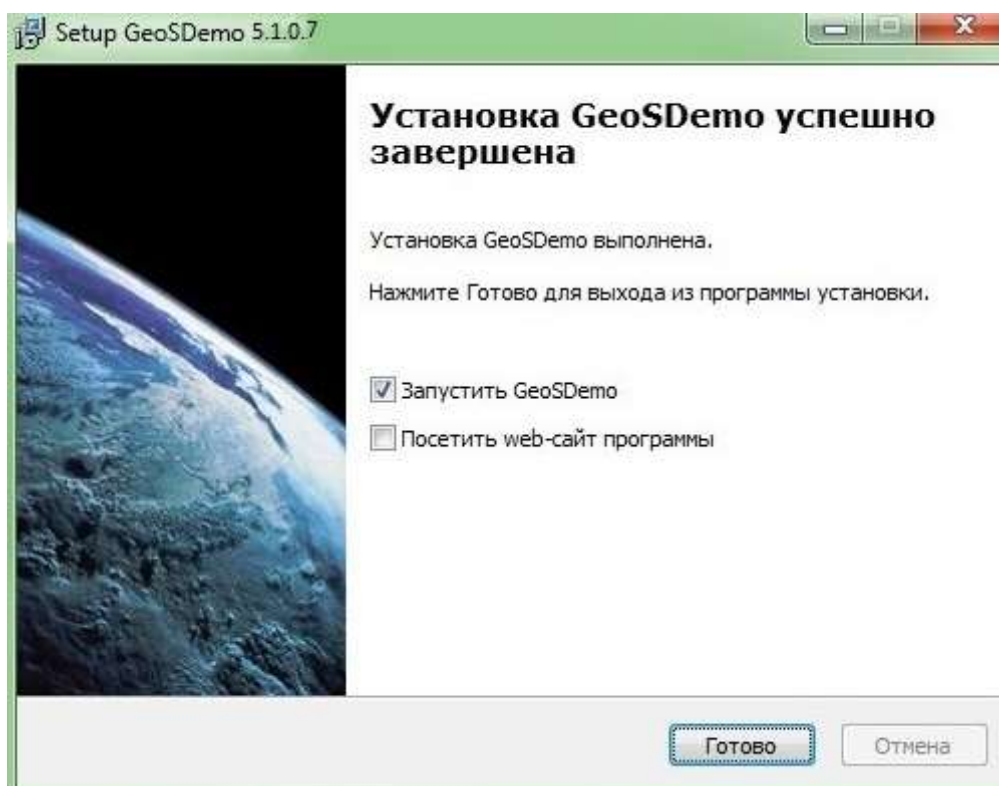 Setup GeoSDemo 5.1.0.7
Установка GeoSDemo успешно
завершена
Установка GeoSDemo выполнена.
Нажмите Готово для выхода из программы установки.
Запустить GeoSDemo
Посетить web-сайт программы
Готово
Отмена